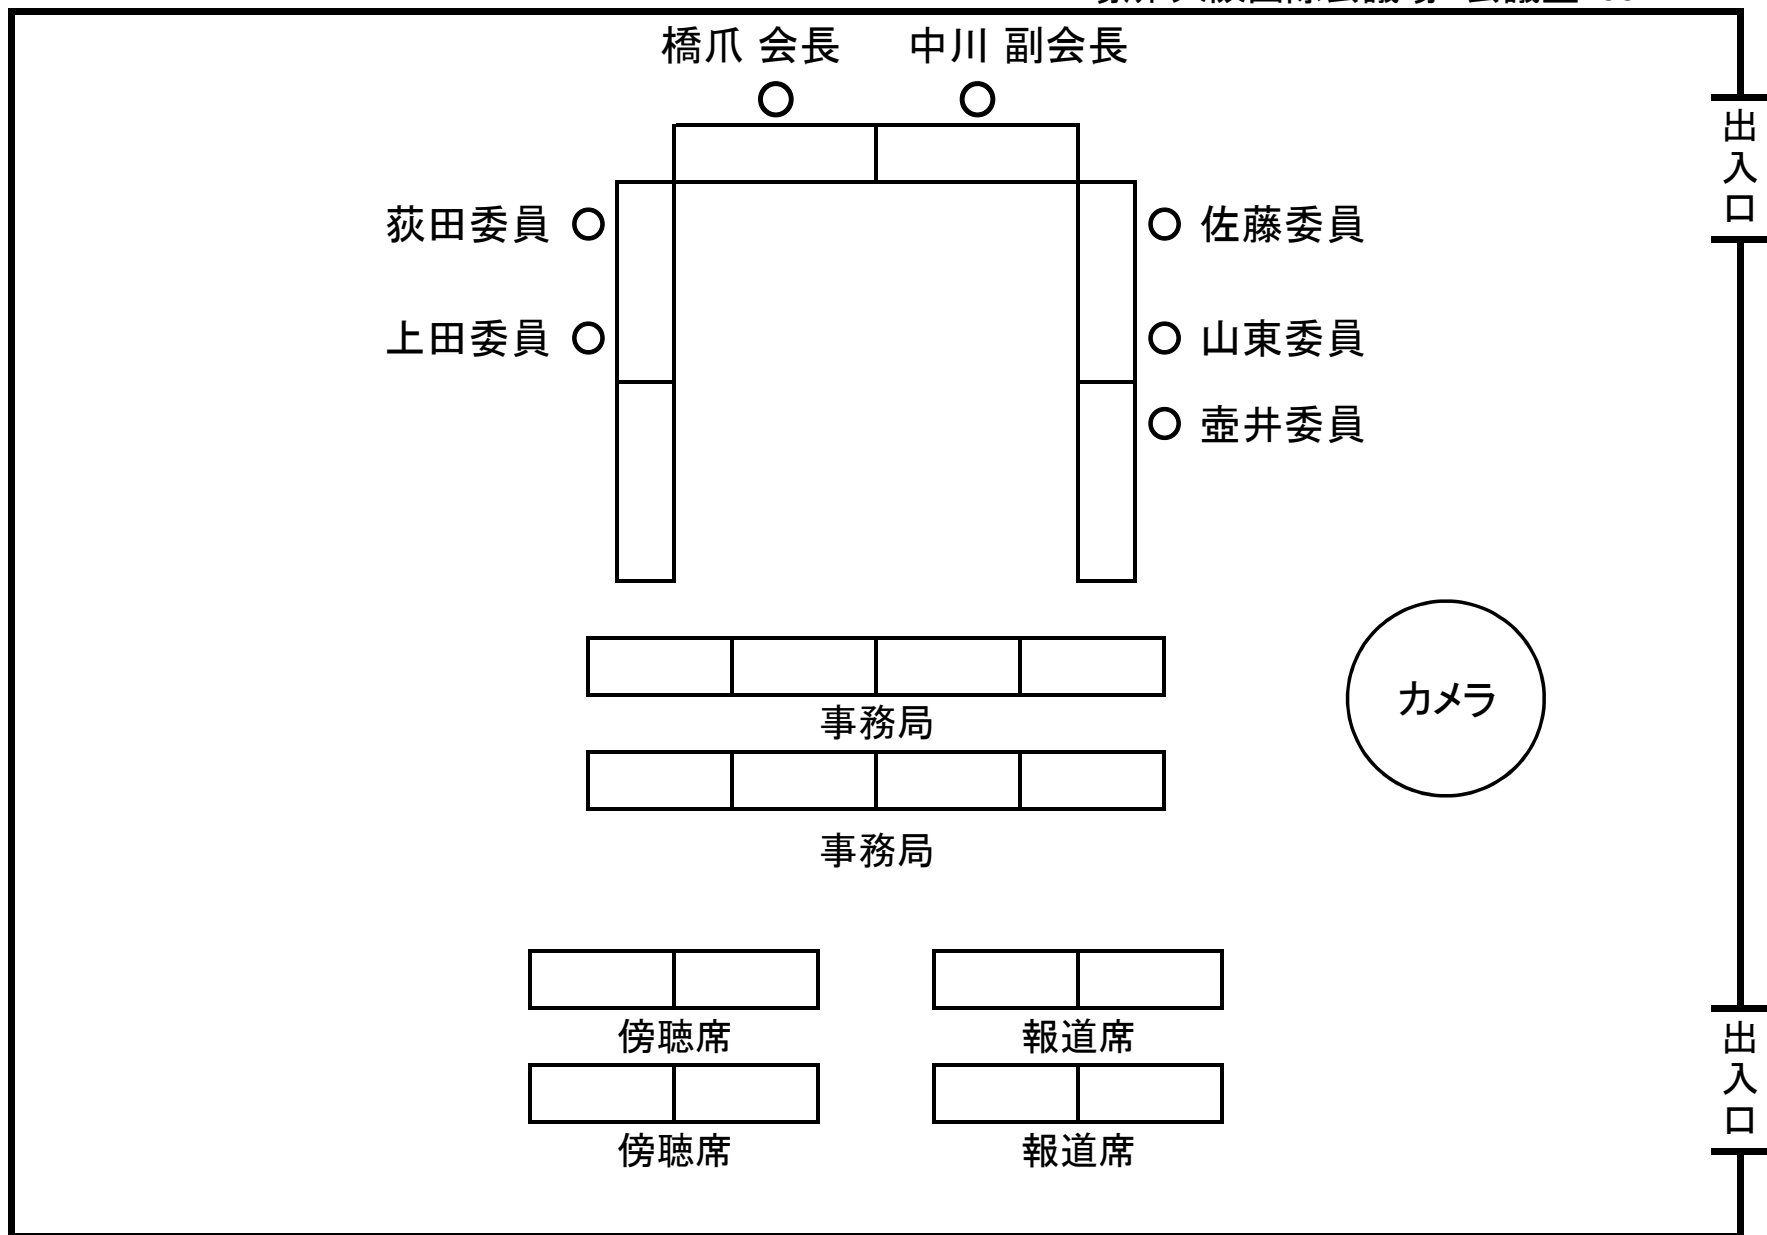 橋爪 会長 中川 副会長
出入口
荻田委員 佐藤委員
上田委員 山東委員
壺井委員
カメラ
事務局
事務局
傍聴席 報道席
出入口
傍聴席 報道席